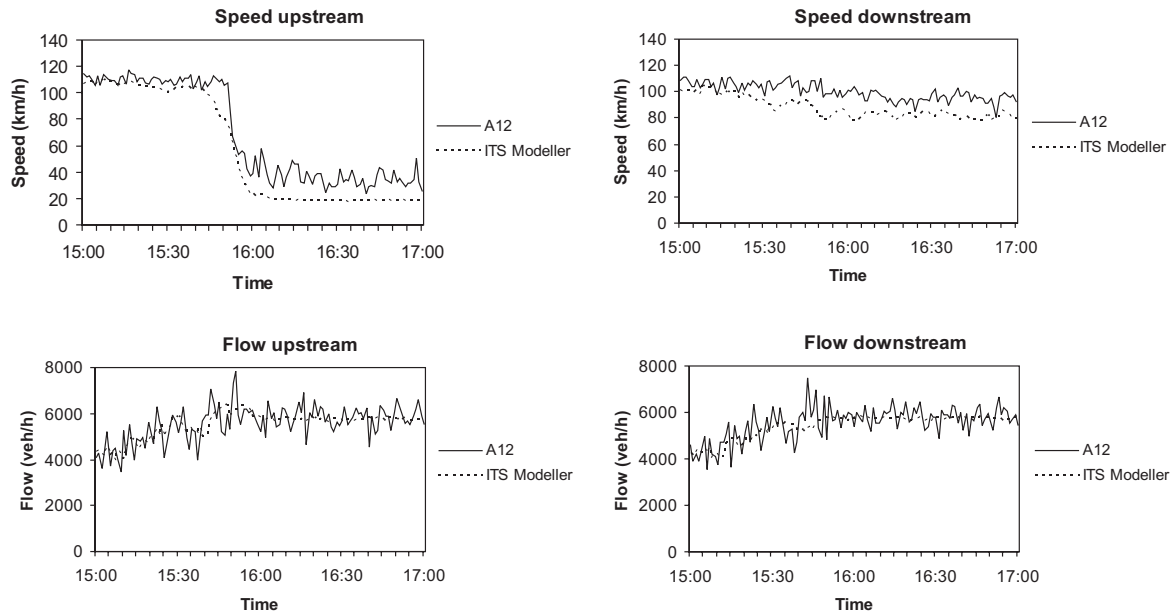 Speed upstream
140
120
100
80
60
40
20
0
Speed (km/h)
15:00 15:30 16:00 16:30 17:00
Time
A12
ITS Modeller
Speed downstream
140
120
100
80
60
40
20
0
Speed (km/h)
15:00 15:30 16:00 16:30 17:00
Time
A12
ITS Modeller
Flow upstream
8000
6000
4000
2000
0
Flow (veh/h)
15:00 15:30 16:00 16:30 17:00
Time
A12
ITS Modeller
Flow downstream
8000
6000
4000
2000
0
Flow (veh/h)
15:00 15:30 16:00 16:30 17:00
Time
A12
ITS Modeller